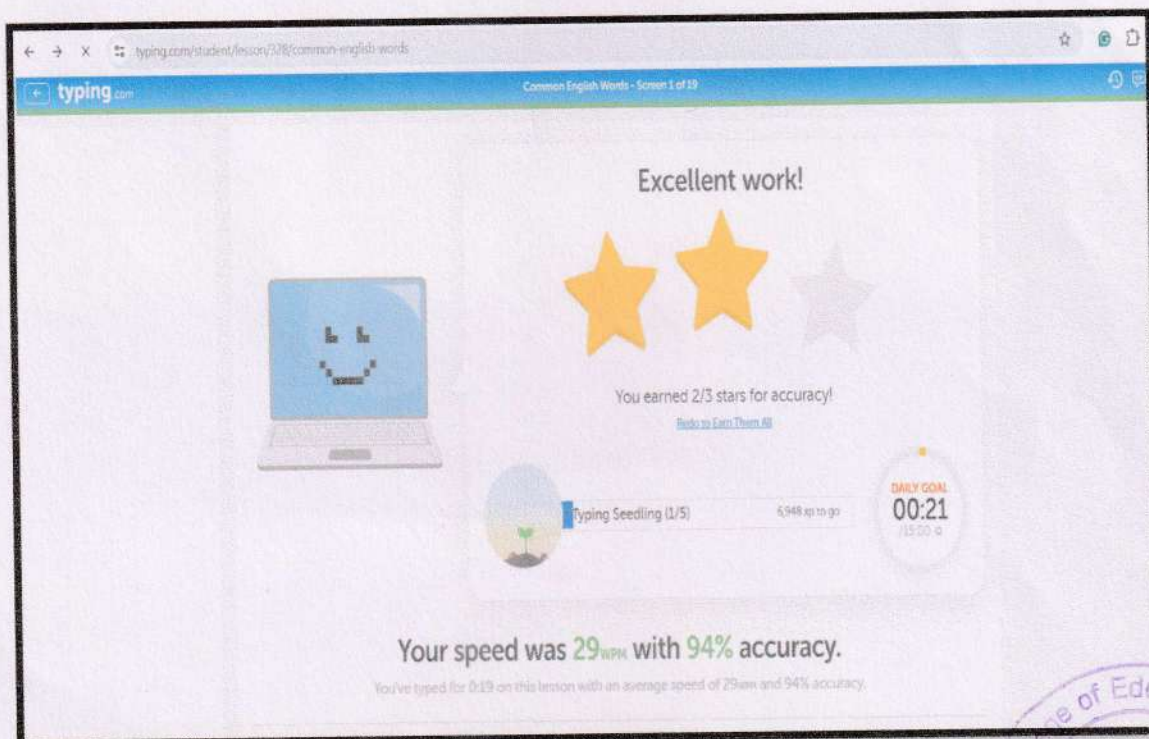 typing.com/student/lesson/328/common-english-words
typing.com
Common English Words - Screen 1 of 19
Excellent work!
You earned 2/3 stars for accuracy!
Redo to Earn Them All
Typing Seedling (1/5)
6,948 xp to go
DAILY GOAL
00:21
/15:00
Your speed was 29 WPM with 94% accuracy.
You've typed for 0:19 on this lesson with an average speed of 29wpm and 94% accuracy.
of